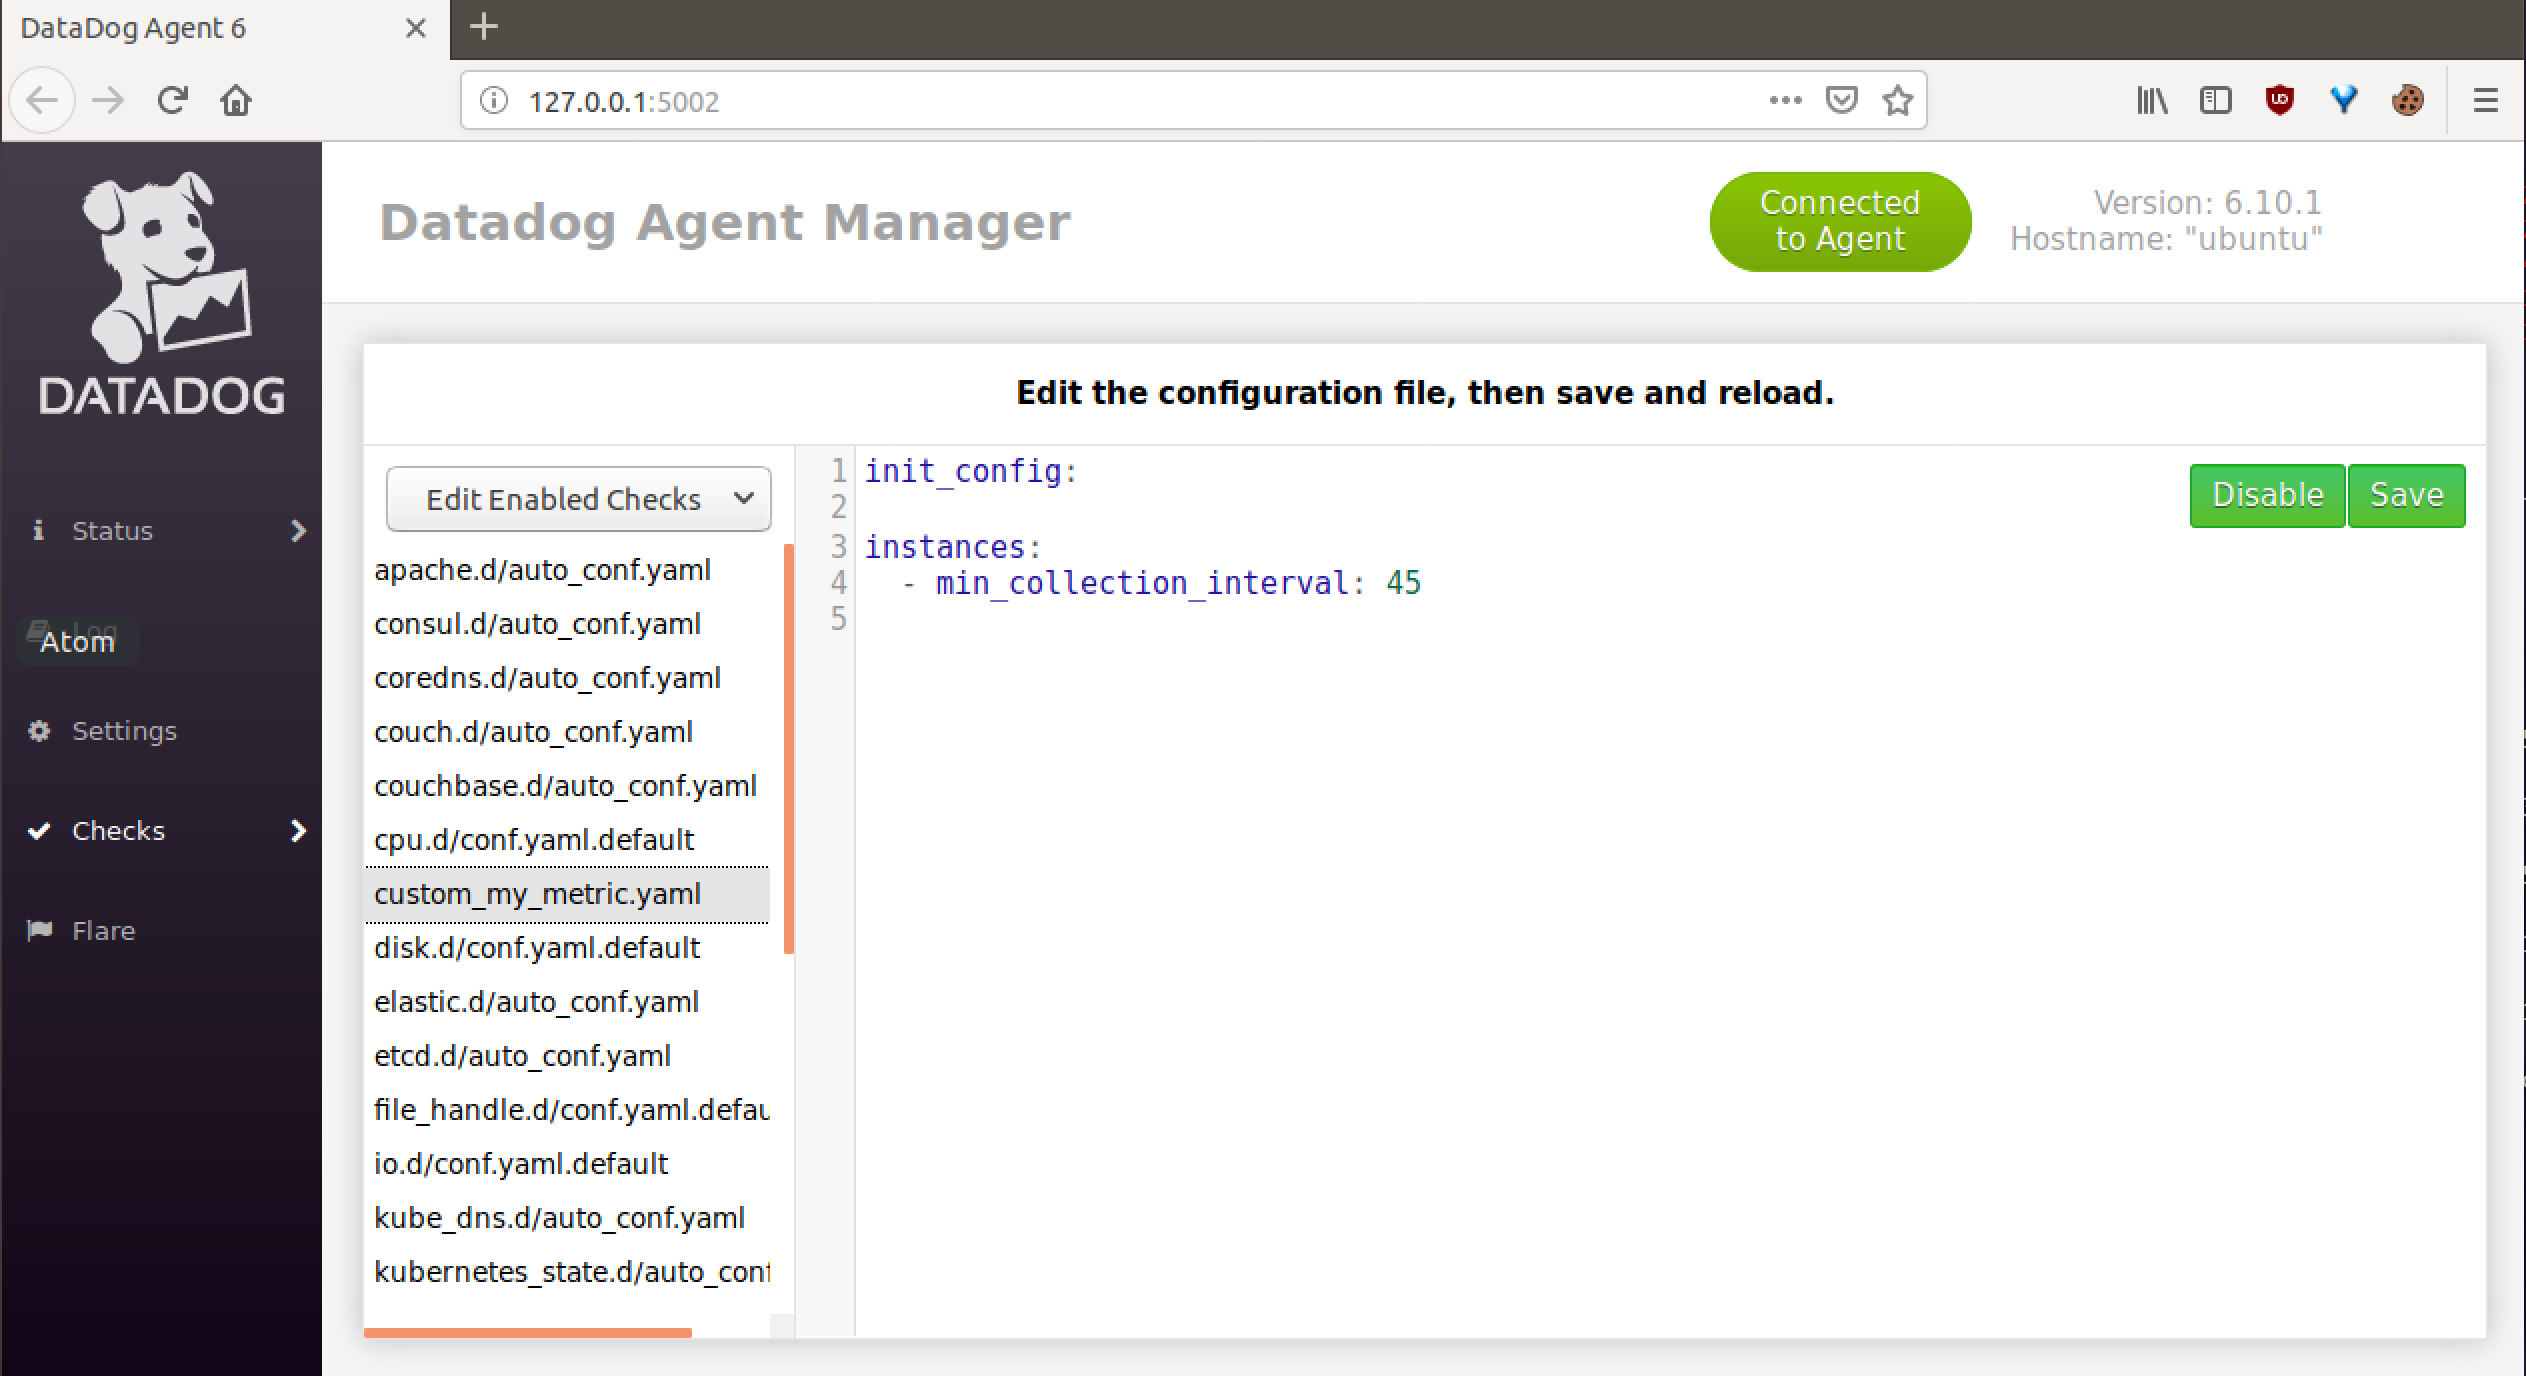 DataDog Agent 6
127.0.0.1:5002
DATADOG
Datadog Agent Manager
Connected
to Agent
Version: 6.10.1
Hostname: "ubuntu"
Status
Log
Atom
Settings
Checks
Flare
Edit the configuration file, then save and reload.
Edit Enabled Checks
apache.d/auto_conf.yaml
consul.d/auto_conf.yaml
coredns.d/auto_conf.yaml
couch.d/auto_conf.yaml
couchbase.d/auto_conf.yaml
cpu.d/conf.yaml.default
custom_my_metric.yaml
disk.d/conf.yaml.default
elastic.d/auto_conf.yaml
etcd.d/auto_conf.yaml
file_handle.d/conf.yaml.defau
io.d/conf.yaml.default
kube_dns.d/auto_conf.yaml
kubernetes_state.d/auto_conf
1 init_config:
2
3 instances:
4   - min_collection_interval: 45
5
Disable
Save